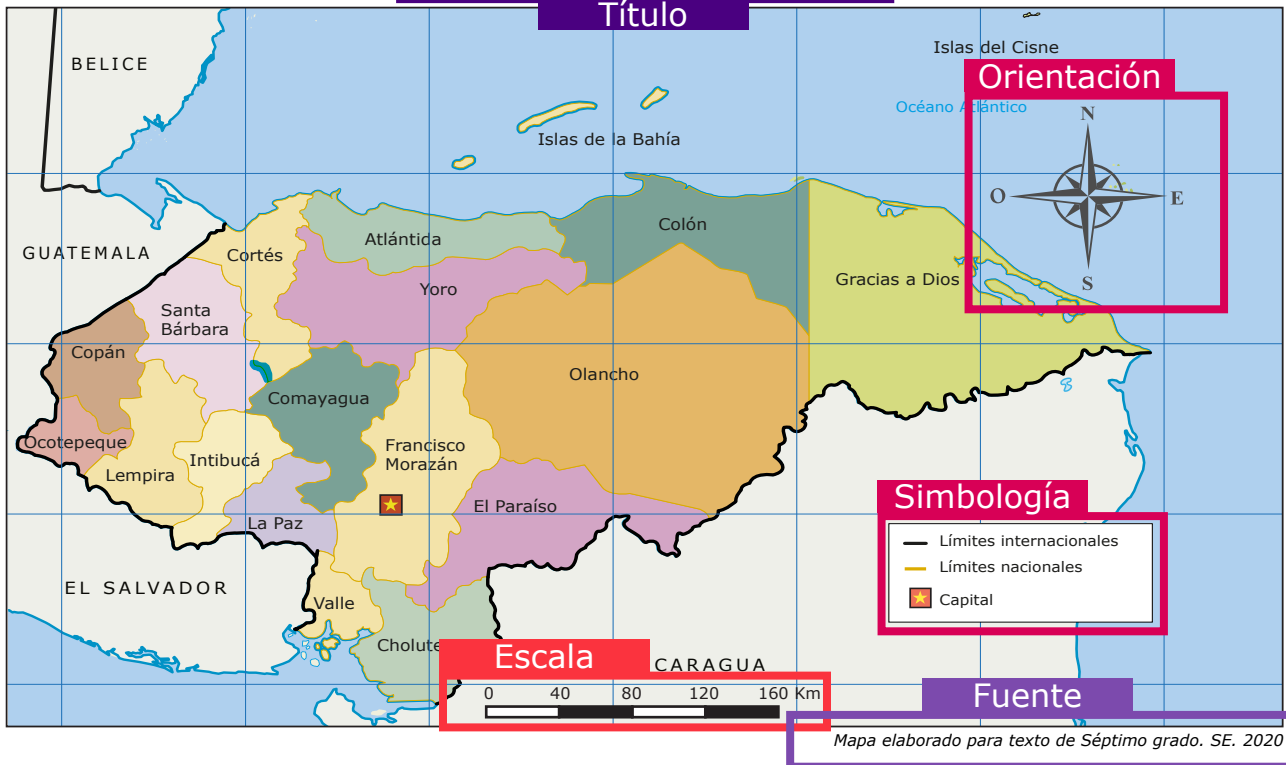 Título
Islas del Cisne
BELICE
Orientación
Océano Atlántico
N
Islas de la Bahía
O
E
S
Colón
Atlántida
GUATEMALA
Cortés
Gracias a Dios
Yoro
Santa
Bárbara
Copán
Olancho
Comayagua
Ocotepeque
Francisco
Morazán
Intibucá
Lempira
Simbología
El Paraíso
La Paz
Límites internacionales
Límites nacionales
Capital
EL SALVADOR
Valle
Cholute
Escala
CARAGUA
0 40 80 120 160 Km
Fuente
Mapa elaborado para texto de Séptimo grado. SE. 2020